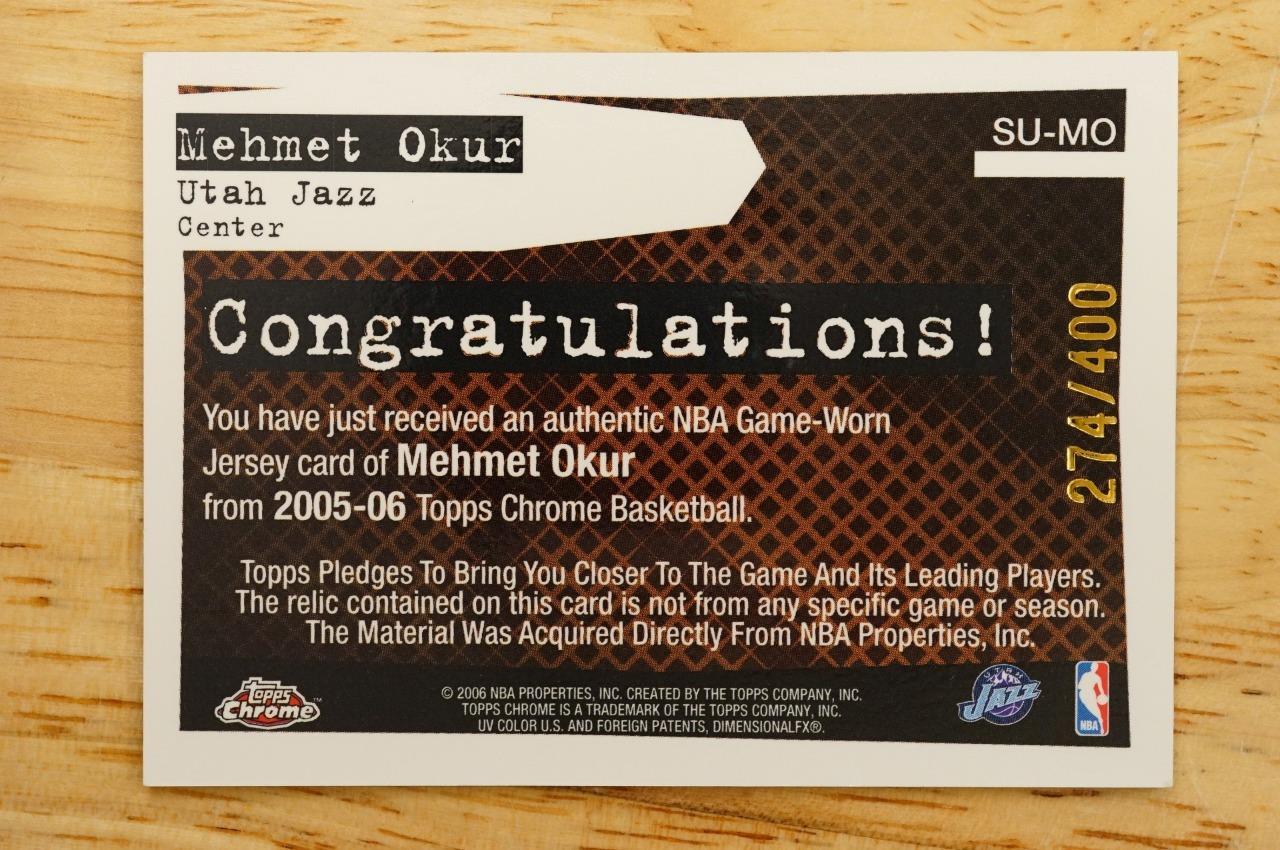 Mehmet Okur
Utah Jazz
Center
SU-MO
Congratulations!
274/400
You have just received an authentic NBA Game-Worn
Jersey card of Mehmet Okur
from 2005-06 Topps Chrome Basketball.
Topps Pledges To Bring You Closer To The Game And Its Leading Players.
The relic contained on this card is not from any specific game or season.
The Material Was Acquired Directly From NBA Properties, Inc.
topps
Chrome™
© 2006 NBA PROPERTIES, INC. CREATED BY THE TOPPS COMPANY, INC.
TOPPS CHROME IS A TRADEMARK OF THE TOPPS COMPANY, INC.
UV COLOR U.S. AND FOREIGN PATENTS, DIMENSIONALFX®.
UTAH
JAZZ
NBA